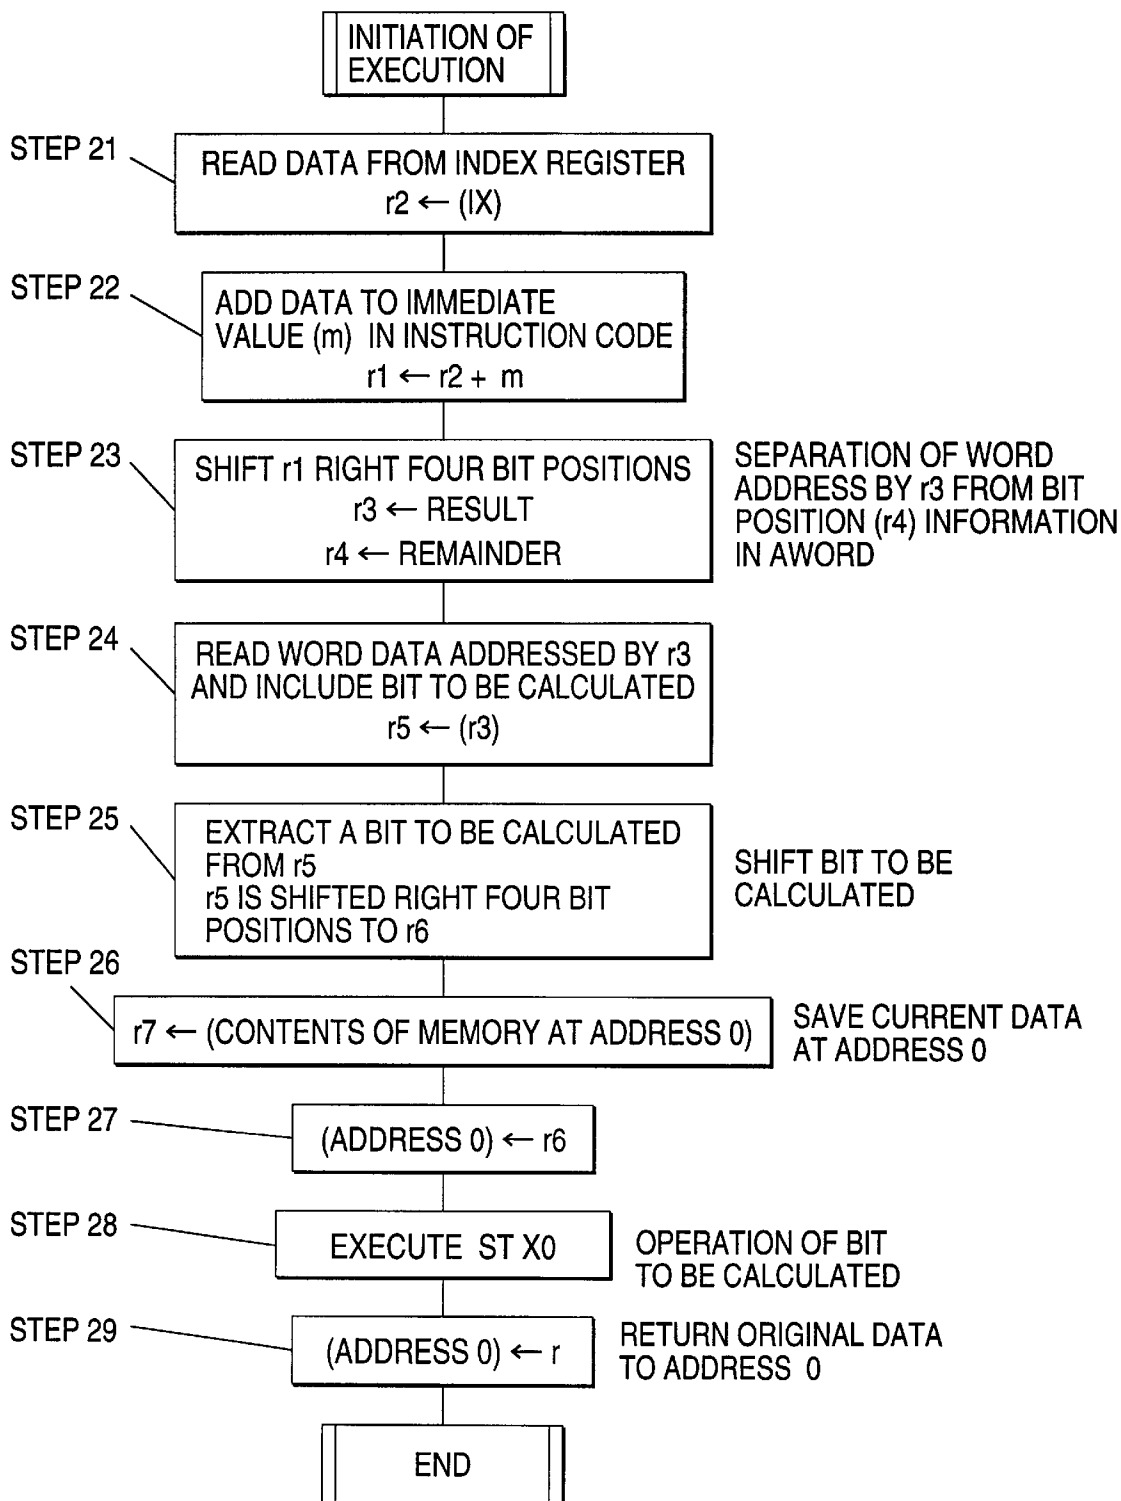 INITIATION OF
EXECUTION
STEP 21
READ DATA FROM INDEX REGISTER
r2 ← (IX)
STEP 22
ADD DATA TO IMMEDIATE
VALUE (m) IN INSTRUCTION CODE
r1 ← r2 + m
STEP 23
SHIFT r1 RIGHT FOUR BIT POSITIONS
r3 ← RESULT
r4 ← REMAINDER
SEPARATION OF WORD
ADDRESS BY r3 FROM BIT
POSITION (r4) INFORMATION
IN AWORD
STEP 24
READ WORD DATA ADDRESSED BY r3
AND INCLUDE BIT TO BE CALCULATED
r5 ← (r3)
STEP 25
EXTRACT A BIT TO BE CALCULATED
FROM r5
r5 IS SHIFTED RIGHT FOUR BIT
POSITIONS TO r6
SHIFT BIT TO BE
CALCULATED
STEP 26
r7 ← (CONTENTS OF MEMORY AT ADDRESS 0)
SAVE CURRENT DATA
AT ADDRESS 0
STEP 27
(ADDRESS 0) ← r6
STEP 28
EXECUTE ST X0
OPERATION OF BIT
TO BE CALCULATED
STEP 29
(ADDRESS 0) ← r
RETURN ORIGINAL DATA
TO ADDRESS 0
END